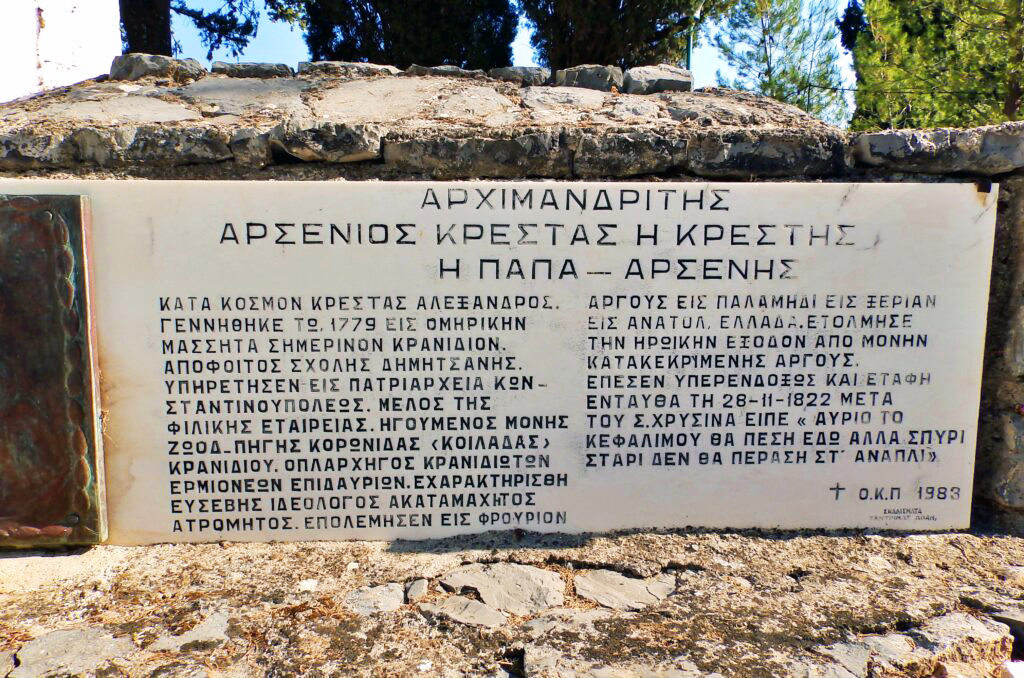 ΑΡΧΙΜΑΝΔΡΙΤΗΣ
ΑΡΣΕΝΙΟΣ ΚΡΕΣΤΑΣ Η ΚΡΕΣΤΗΣ
Η ΠΑΠΑ – ΑΡΣΕΝΗΣ
ΚΑΤΑ ΚΟΣΜΟΝ ΚΡΕΣΤΑΣ ΑΛΕΞΑΝΔΡΟΣ.
ΓΕΝΝΗΘΗΚΕ ΤΩ, 1779 ΕΙΣ ΟΜΗΡΙΚΗΝ
ΜΑΣΣΗΤΑ ΣΗΜΕΡΙΝΟΝ ΚΡΑΝΙΔΙΟΝ.
ΑΠΟΦΟΙΤΟΣ ΣΧΟΛΗΣ ΔΗΜΗΤΣΑΝΗΣ.
ΥΠΗΡΕΤΗΣΕΝ ΕΙΣ ΠΑΤΡΙΑΡΧΕΙΑ ΚΩΝ-
ΣΤΑΝΤΙΝΟΥΠΟΛΕΩΣ. ΜΕΛΟΣ ΤΗΣ
ΦΙΛΙΚΗΣ ΕΤΑΙΡΕΙΑΣ. ΗΓΟΥΜΕΝΟΣ ΜΟΝΗΣ
ΖΩΟΔ. ΠΗΓΗΣ ΚΟΡΩΝΙΔΑΣ <ΚΟΙΛΑΔΑΣ>
ΚΡΑΝΙΔΙΟΥ. ΟΠΛΑΡΧΗΓΟΣ ΚΡΑΝΙΔΙΩΤΩΝ
ΕΡΜΙΟΝΕΩΝ ΕΠΙΔΑΥΡΙΩΝ. ΕΧΑΡΑΚΤΗΡΙΣΘΗ
ΕΥΣΕΒΗΣ ΙΔΕΟΛΟΓΟΣ ΑΚΑΤΑΜΑΧΗΤΟΣ
ΑΤΡΟΜΗΤΟΣ. ΕΠΟΛΕΜΗΣΕΝ ΕΙΣ ΦΡΟΥΡΙΟΝ
ΑΡΓΟΥΣ ΕΙΣ ΠΑΛΑΜΗΔΙ ΕΙΣ ΞΕΡΙΑΝ
ΕΙΣ ΑΝΑΤΟΛ. ΕΛΛΑΔΑ. ΕΤΟΛΜΗΣΕ
ΤΗΝ ΗΡΩΙΚΗΝ ΕΞΟΔΟΝ ΑΠΟ ΜΟΝΗΝ
ΚΑΤΑΚΕΚΡΙΜΕΝΗΣ ΑΡΓΟΥΣ.
ΕΠΕΣΕΝ ΥΠΕΡΕΝΔΟΞΩΣ ΚΑΙ ΕΤΑΦΗ
ΕΝΤΑΥΘΑ ΤΗ 28-11-1822 ΜΕΤΑ
ΤΟΥ Σ.ΧΡΥΣΙΝΑ ΕΙΠΕ « ΑΥΡΙΟ ΤΟ
ΚΕΦΑΛΙΜΟΥ ΘΑ ΠΕΣΗ ΕΔΩ ΑΛΛΑ ΣΠΥΡΙ
ΣΤΑΡΙ ΔΕΝ ΘΑ ΠΕΡΑΣΗ ΣΤ' ΑΝΑΠΛΙ».
† Ο.Κ.Π 1983
ΣΚΑΛΙΣΜΑΤΑ